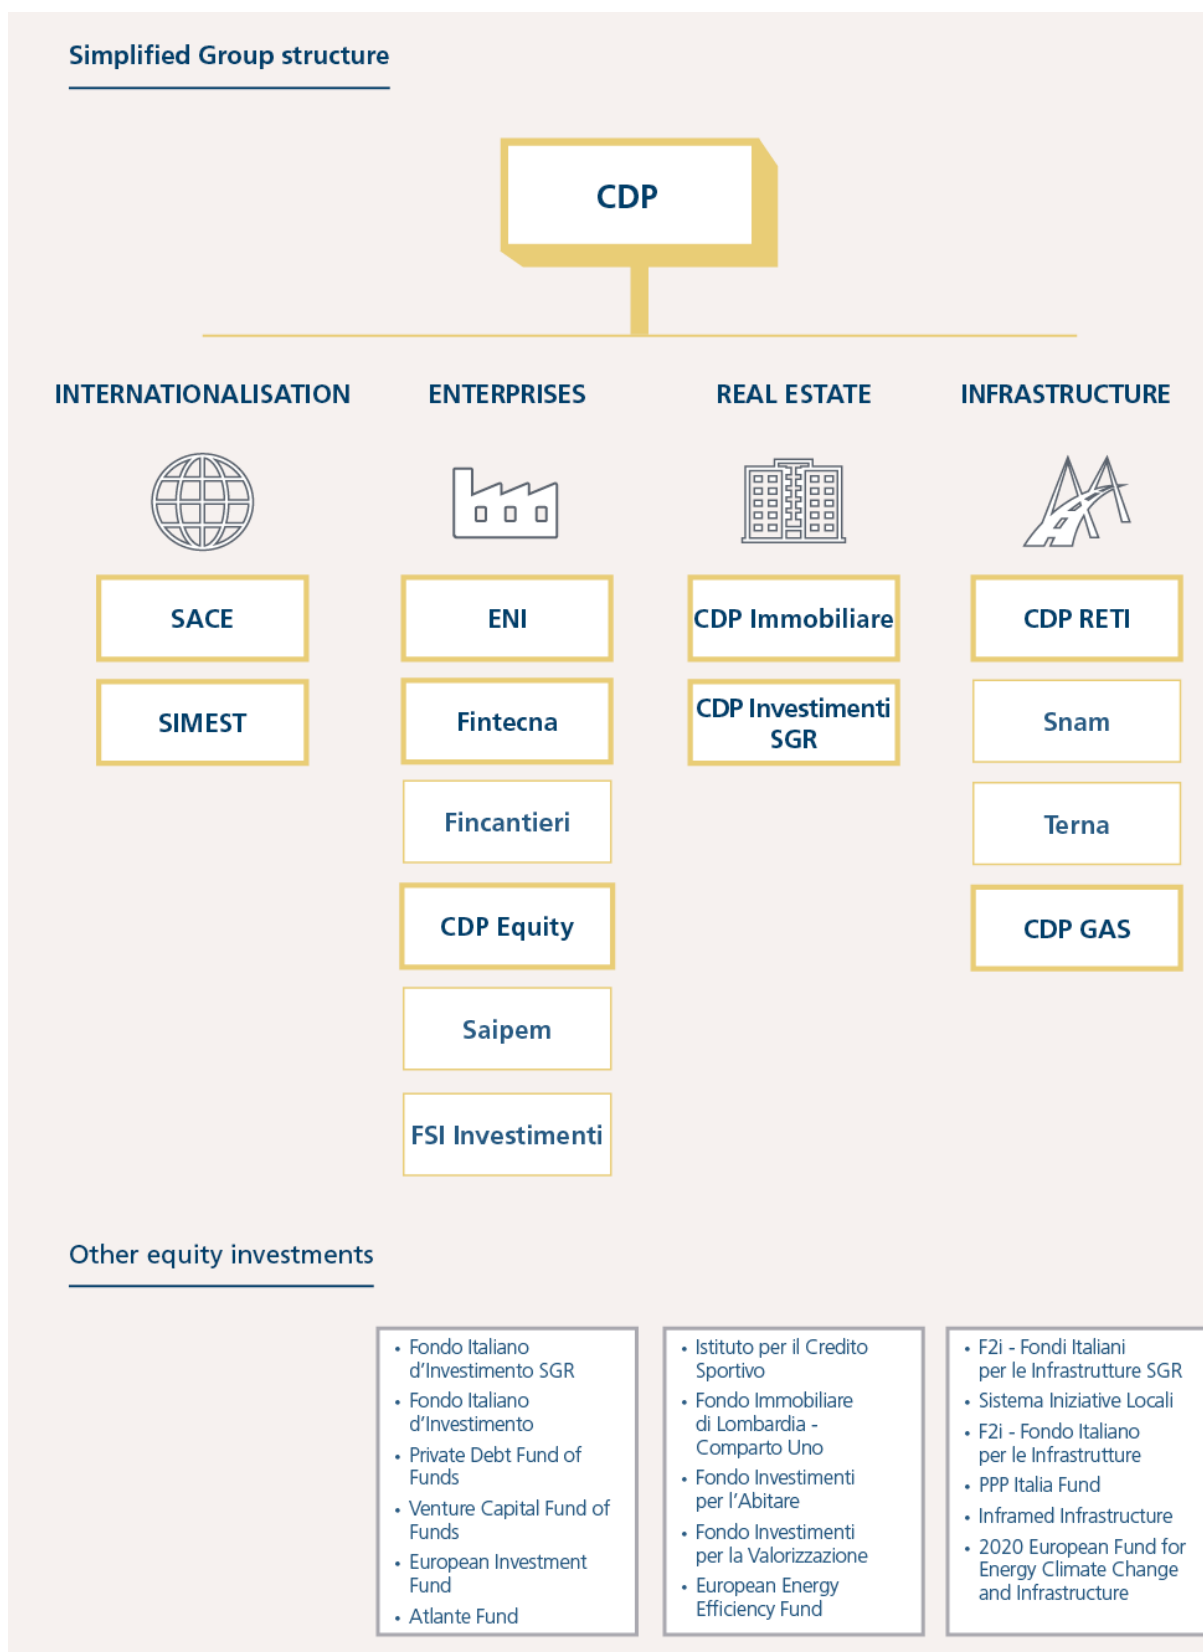 Simplified Group structure
CDP
INTERNATIONALISATION
SACE
SIMEST
ENTERPRISES
ENI
Fintecna
Fincantieri
CDP Equity
Saipem
FSI Investimenti
REAL ESTATE
CDP Immobiliare
CDP Investimenti
SGR
INFRASTRUCTURE
CDP RETI
Snam
Terna
CDP GAS
Other equity investments
• Fondo Italiano
d’Investimento SGR
• Fondo Italiano
d’Investimento
• Private Debt Fund of
Funds
• Venture Capital Fund of
Funds
• European Investment
Fund
• Atlante Fund
• Istituto per il Credito
Sportivo
• Fondo Immobiliare
di Lombardia -
Comparto Uno
• Fondo Investimenti
per l’Abitare
• Fondo Investimenti
per la Valorizzazione
• European Energy
Efficiency Fund
• F2i - Fondi Italiani
per le Infrastrutture SGR
• Sistema Iniziative Locali
• F2i - Fondo Italiano
per le Infrastrutture
• PPP Italia Fund
• Inframed Infrastructure
• 2020 European Fund for
Energy Climate Change
and Infrastructure